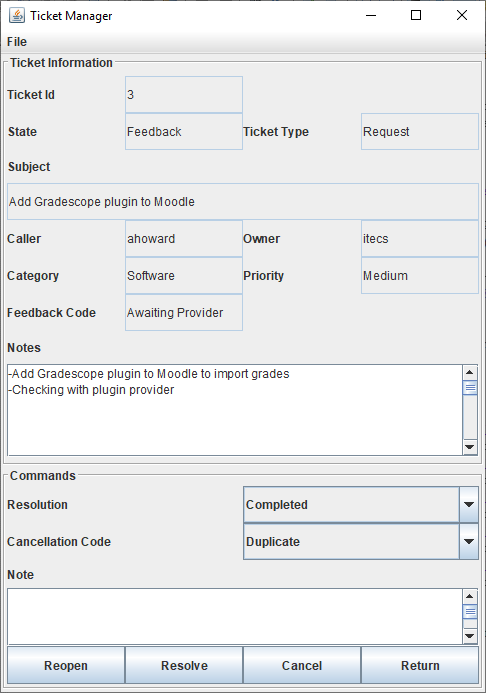 Ticket Manager
File
Ticket Information
Ticket Id 3
State Feedback Ticket Type Request
Subject
Add Gradescope plugin to Moodle
Caller ahoward Owner itecs
Category Software Priority Medium
Feedback Code Awaiting Provider
Notes
-Add Gradescope plugin to Moodle to import grades
-Checking with plugin provider
Commands
Resolution Completed
Cancellation Code Duplicate
Note
Reopen Resolve Cancel Return